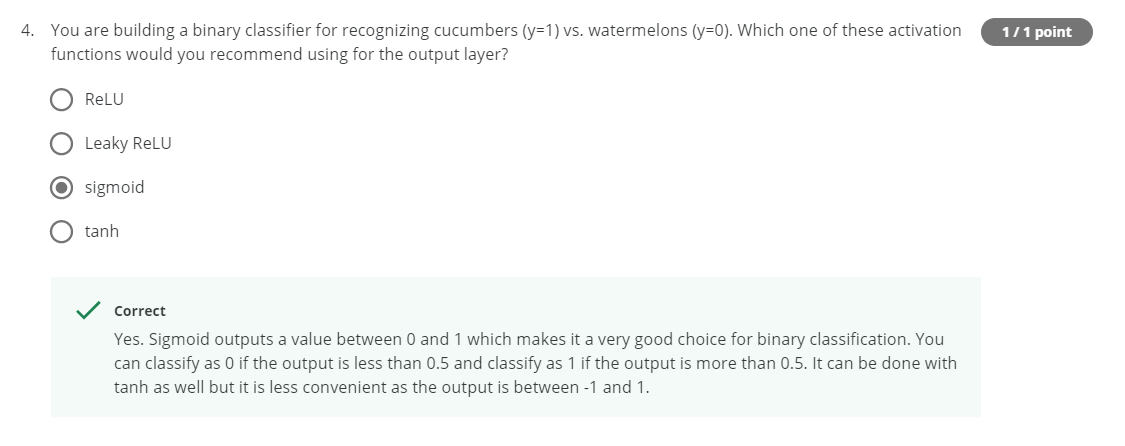 4. You are building a binary classifier for recognizing cucumbers (y=1) vs. watermelons (y=0). Which one of these activation
1 / 1 point
functions would you recommend using for the output layer?
ReLU
Leaky ReLU
sigmoid
tanh
Correct
Yes. Sigmoid outputs a value between 0 and 1 which makes it a very good choice for binary classification. You
can classify as 0 if the output is less than 0.5 and classify as 1 if the output is more than 0.5. It can be done with
tanh as well but it is less convenient as the output is between -1 and 1.